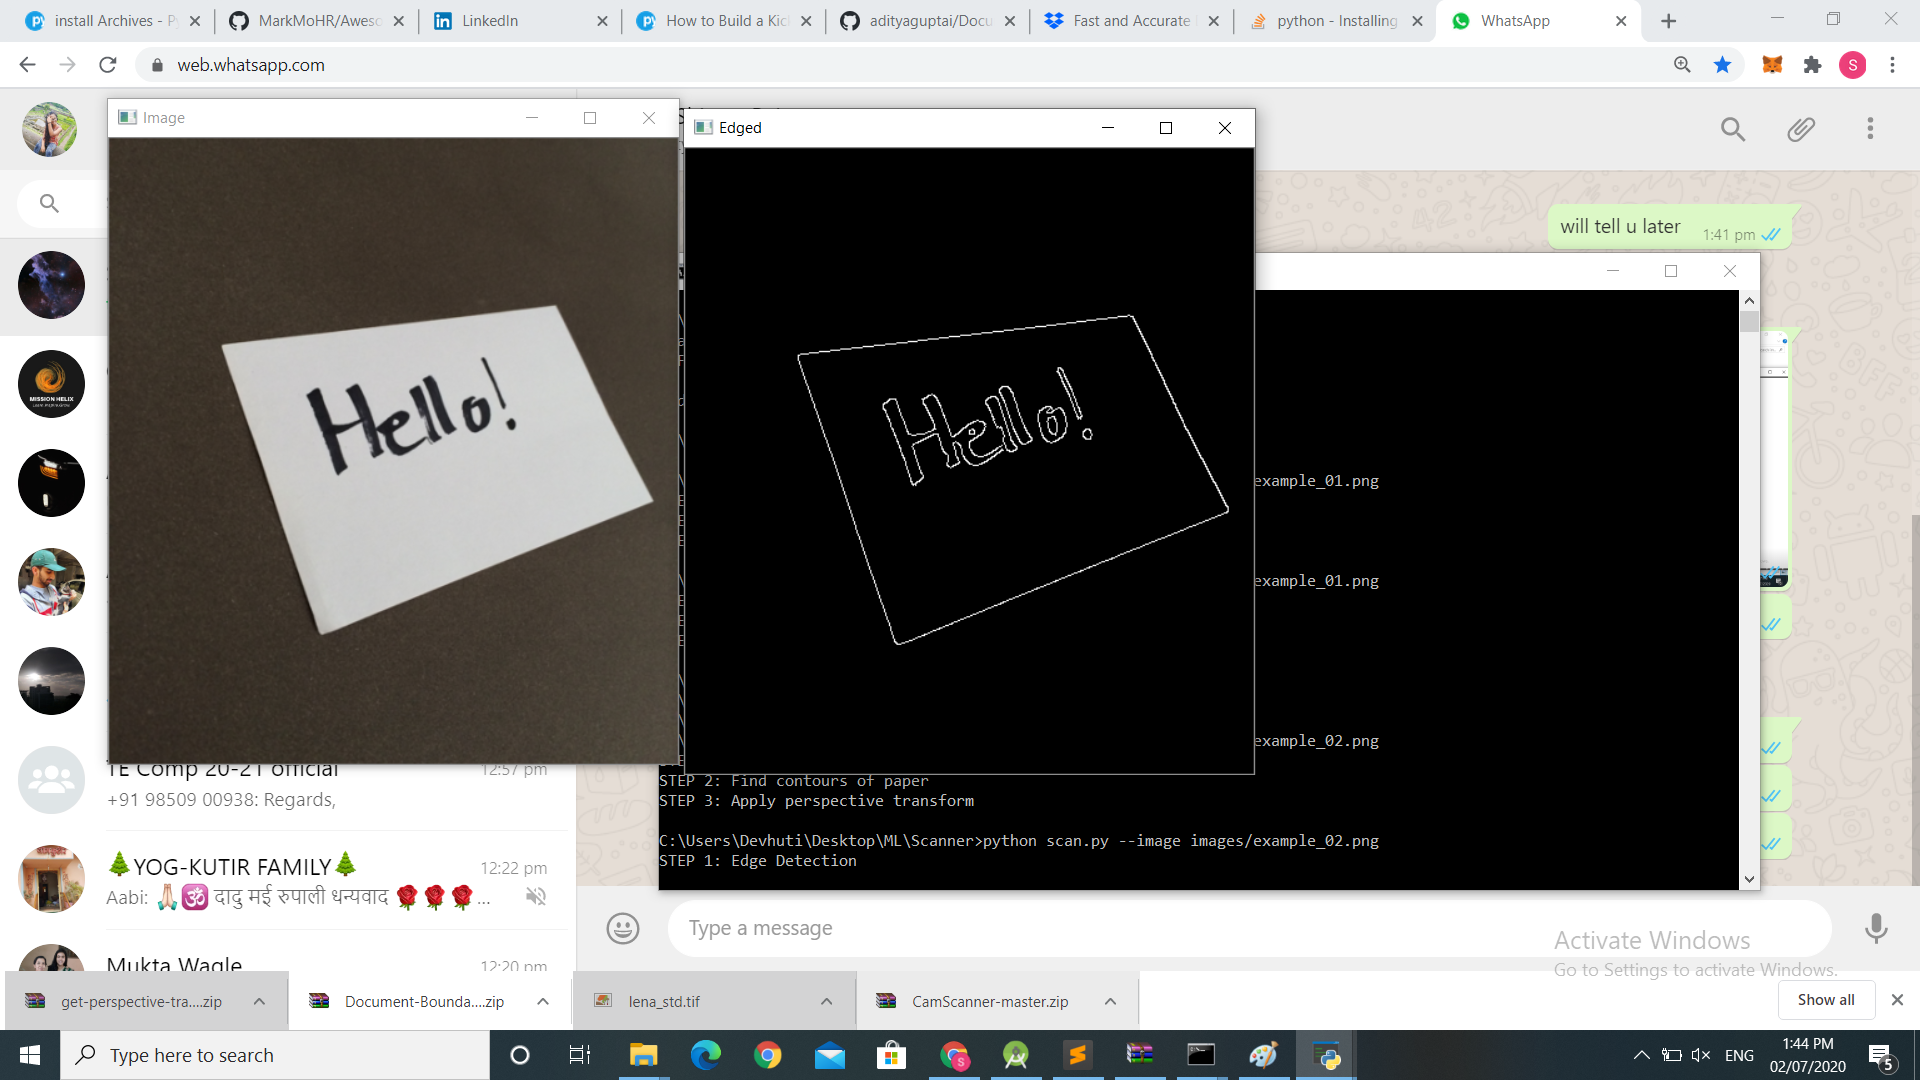 install Archives - P
MarkMoHR/Aweso
LinkedIn
How to Build a Kic
adityaguptai/Docu
Fast and Accurate
python - Installing
WhatsApp
web.whatsapp.com
S
Image
Edged
Hello!
Hello!
will tell u later
1:41 pm
MISSION HELIX
example_01.png
example_01.png
example_02.png
STEP 2: Find contours of paper
STEP 3: Apply perspective transform
C:\Users\Devhuti\Desktop\ML\Scanner>python scan.py --image images/example_02.png
STEP 1: Edge Detection
TE Comp 20-21 official
12:57 pm
+91 98509 00938: Regards,
🌲YOG-KUTIR FAMILY🌲
12:22 pm
Aabi: 🙏🏻🕉️ दादु मई रुपाली धन्यवाद 🌹🌹🌹...
Mukta Wagle
12:20 pm
Type a message
Activate Windows
Go to Settings to activate Windows.
get-perspective-tra....zip
Document-Bounda....zip
lena_std.tif
CamScanner-master.zip
Show all
Type here to search
S
ENG
1:44 PM
02/07/2020
5